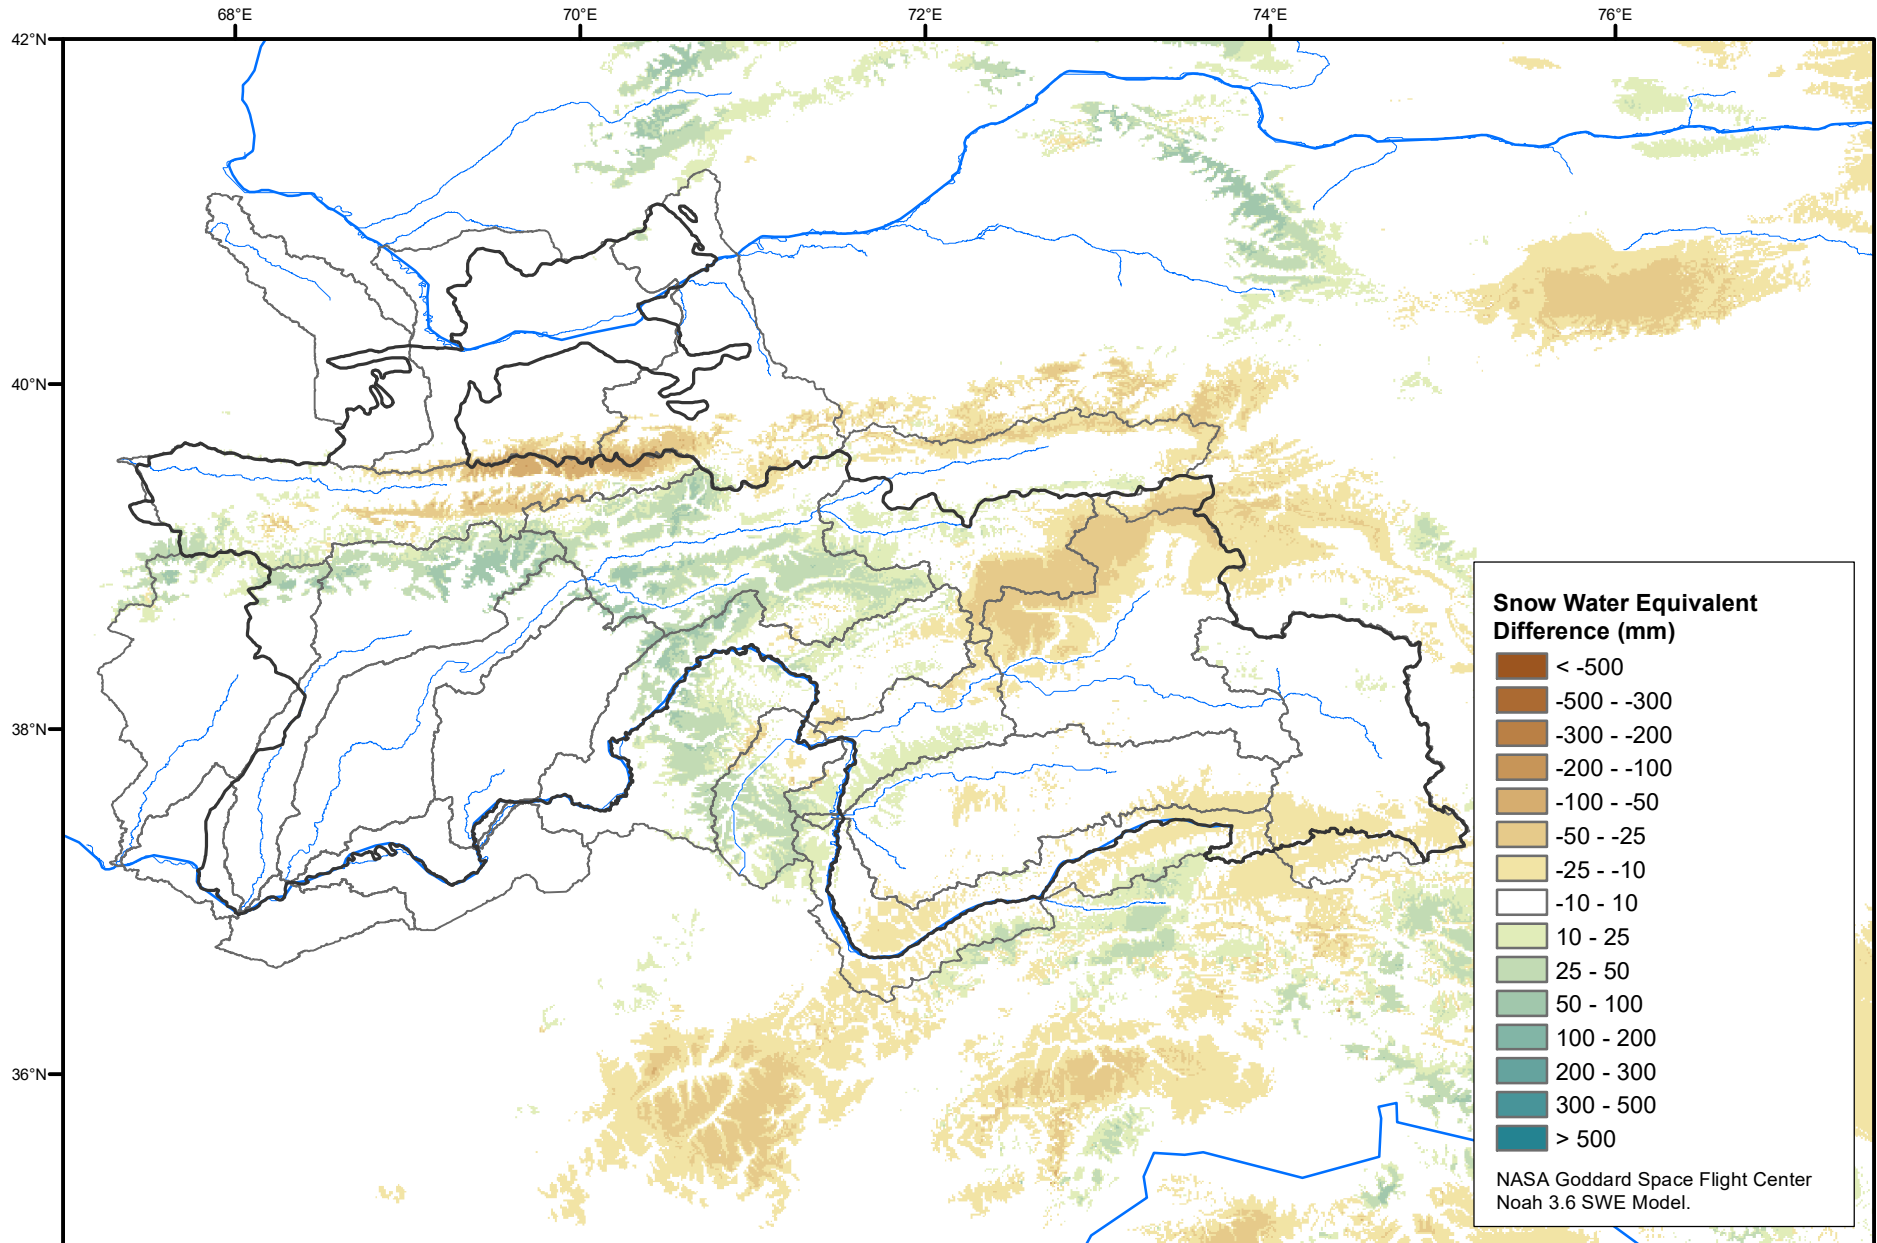 68°E
70°E
72°E
74°E
76°E
42°N
40°N
38°N
36°N
Snow Water Equivalent
Difference (mm)
< -500
-500 - -300
-300 - -200
-200 - -100
-100 - -50
-50 - -25
-25 - -10
-10 - 10
10 - 25
25 - 50
50 - 100
100 - 200
200 - 300
300 - 500
> 500
NASA Goddard Space Flight Center
Noah 3.6 SWE Model.